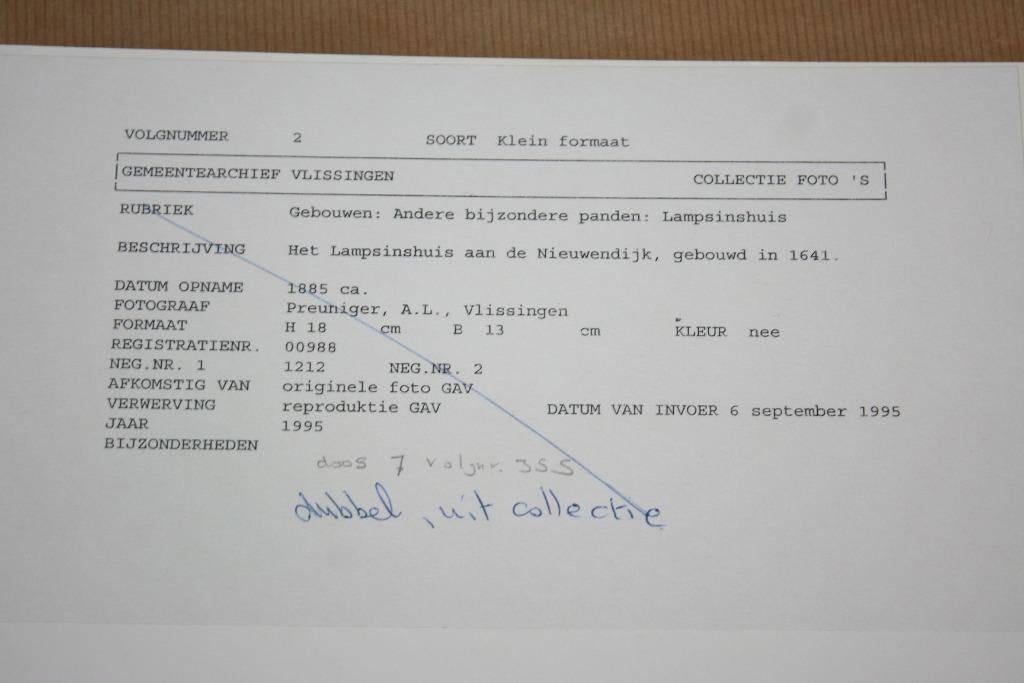 VOLGNUMMER 2 SOORT Klein formaat
GEMEENTEARCHIEF VLISSINGEN COLLECTIE FOTO 'S
RUBRIEK Gebouwen: Andere bijzondere panden: Lampsinshuis
BESCHRIJVING Het Lampsinshuis aan de Nieuwendijk, gebouwd in 1641.
DATUM OPNAME 1885 ca.
FOTOGRAAF Preuniger, A.L., Vlissingen
FORMAAT H 18 cm B 13 cm KLEUR nee
REGISTRATIENR. 00988
NEG.NR. 1 1212 NEG.NR. 2
AFKOMSTIG VAN originele foto GAV
VERWERVING reproduktie GAV DATUM VAN INVOER 6 september 1995
JAAR 1995
BIJZONDERHEDEN
doos 7 volgnr. 355
dubbel, uit collectie